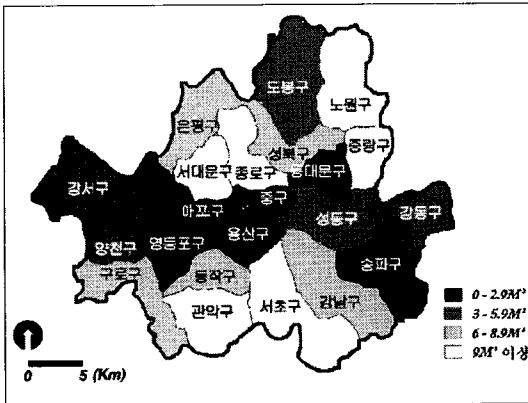 도봉구
노원구
은평구
성북구
중랑구
서대문구
종로구
동대문구
강서구
중구
마포구
성동구
강동구
용산구
양천구
영등포구
송파구
구로구
동작구
강남구
서초구
관악구
0 - 2.9M²
3 - 5.9M²
6 - 8.9M²
9M² 이상
0 5 (Km)